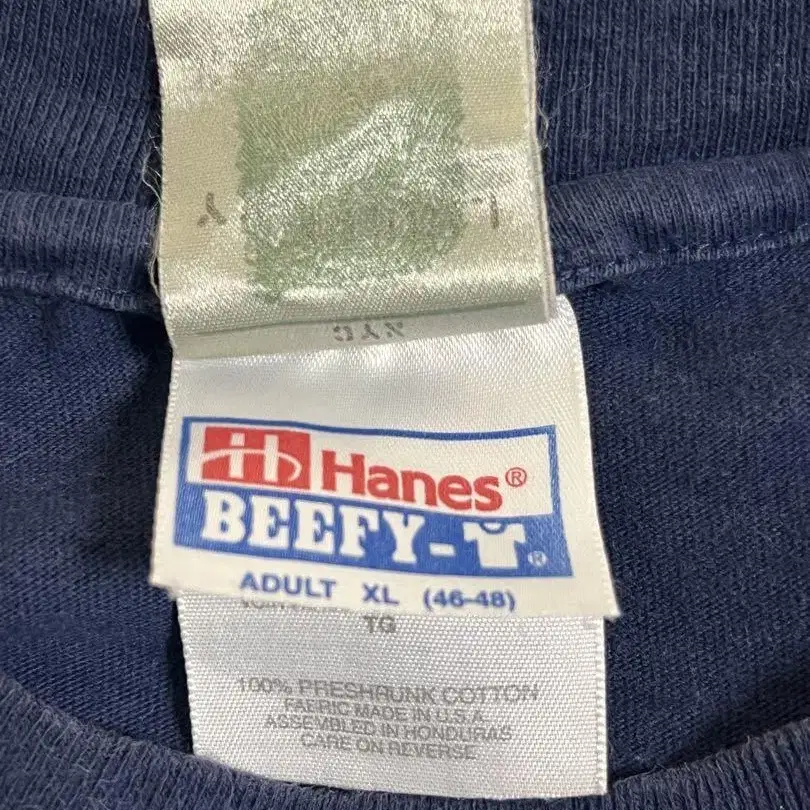 NYC
Hanes®
BEEFY-T®
ADULT XL (46-48)
TG
100% PRESHRUNK COTTON
FABRIC MADE IN U.S.A.
ASSEMBLED IN HONDURAS
CARE ON REVERSE